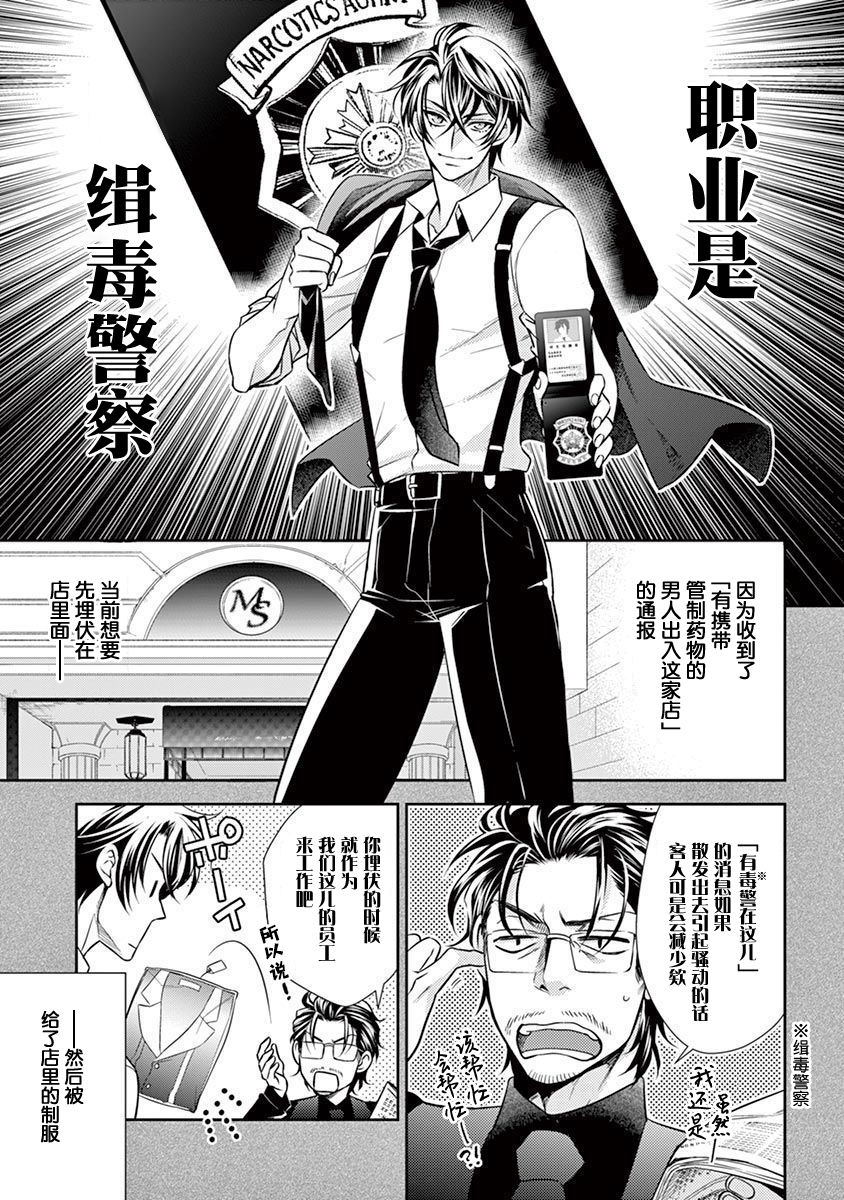 NARCOTICS AGENT
职业是
缉毒警察
因为收到了
「有携带
管制药物的
男人出入这家店」
的通报
MS
当前想要
先埋伏在
店里面——
「有毒警在这儿」
※
的消息如果
散发出去引起骚动的话
客人可是会减少欸
※缉毒警察
虽然
我还是
该帮忙
会帮忙—?!
你埋伏的时候
就作为
我们这儿的员工
来工作吧
所以说!
ポーイ
——然后被
给了店里的制服